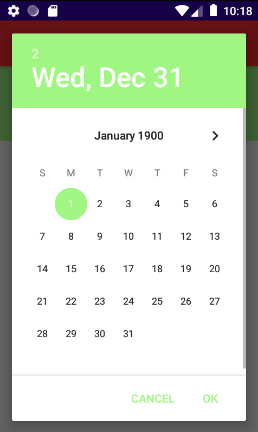 10:18
2
Wed, Dec 31
January 1900
S M T W T F S
1 2 3 4 5 6
7 8 9 10 11 12 13
14 15 16 17 18 19 20
21 22 23 24 25 26 27
28 29 30 31
CANCEL OK